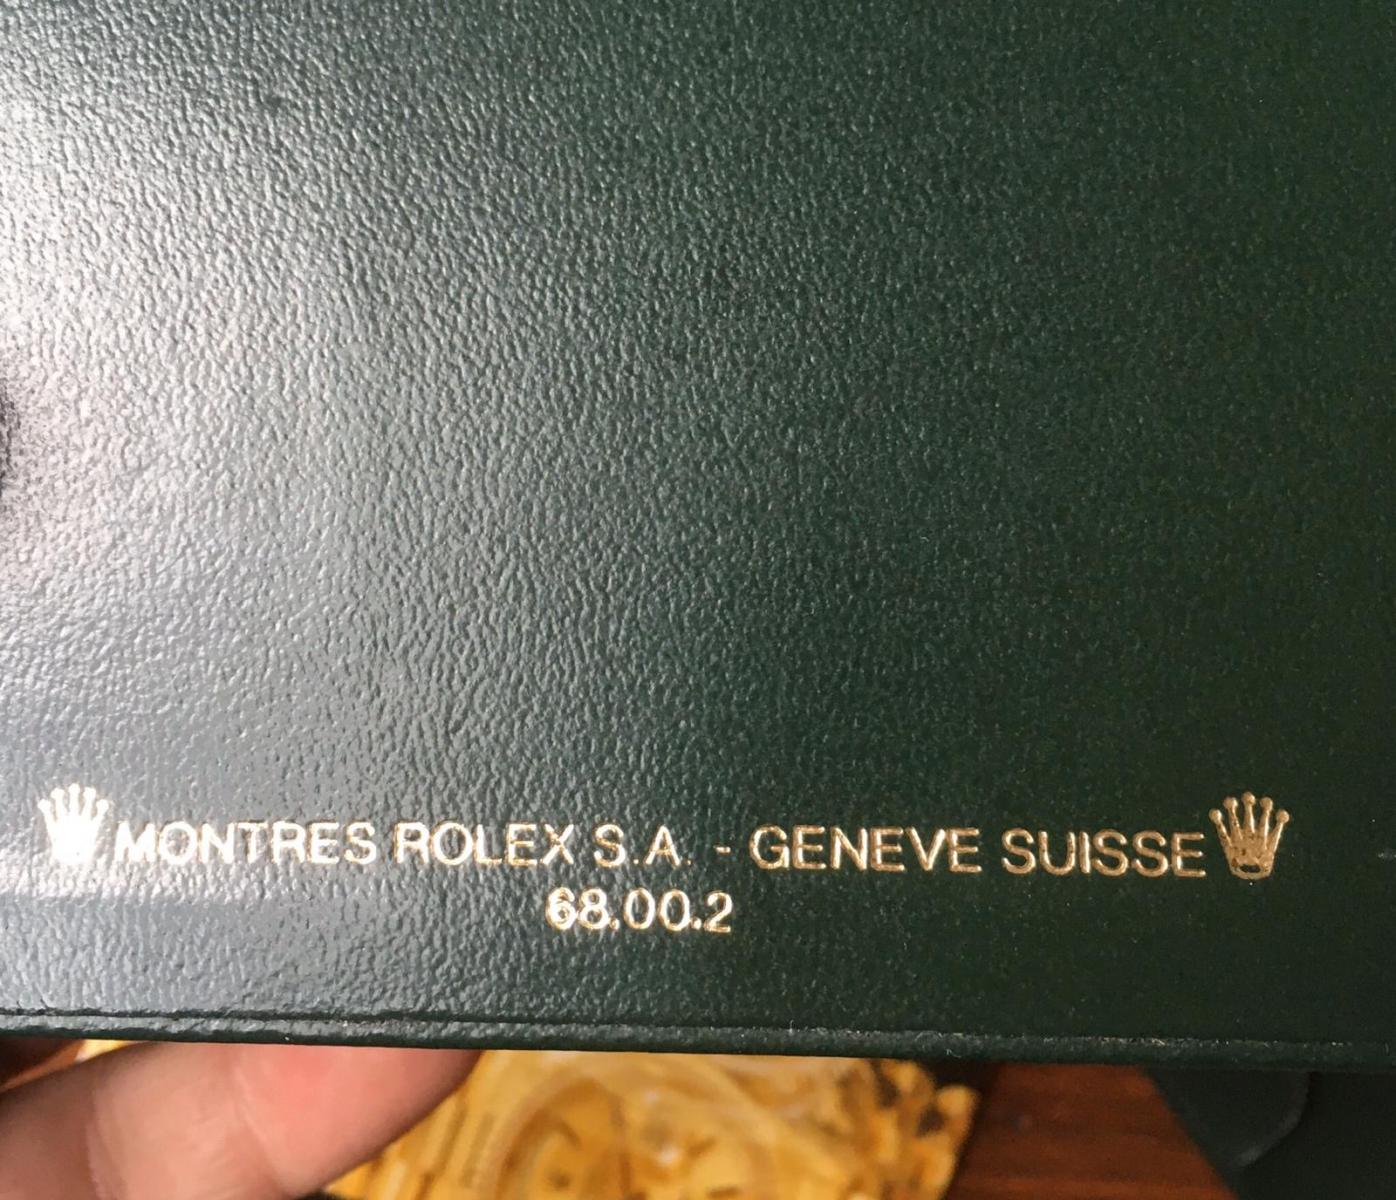 MONTRES ROLEX S.A. - GENEVE SUISSE
68.00.2